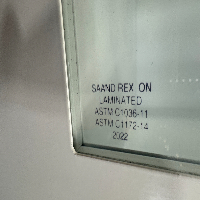 SAAND REX ON
LAMINATED
ASTM C1036-11
ASTM C1172-14
2022